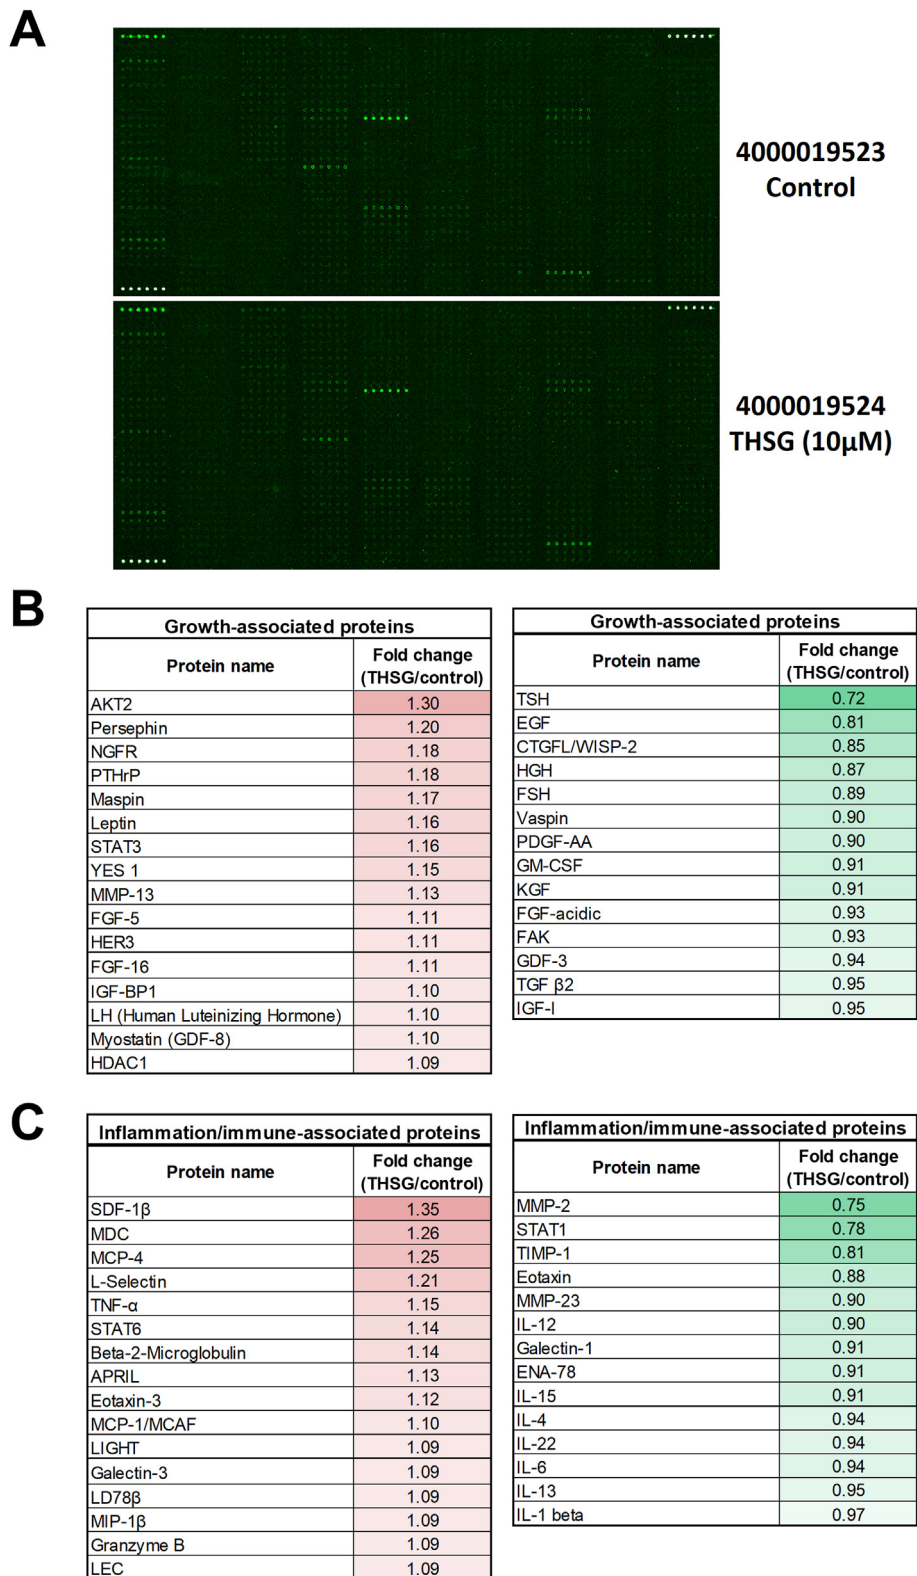 A
4000019523
Control
4000019524
THSG (10µM)
B
Growth-associated proteins
Protein name
Fold change
(THSG/control)
AKT2 1.30
Persephin 1.20
NGFR 1.18
PTHrP 1.18
Maspin 1.17
Leptin 1.16
STAT3 1.16
YES 1 1.15
MMP-13 1.13
FGF-5 1.11
HER3 1.11
FGF-16 1.11
IGF-BP1 1.10
LH (Human Luteinizing Hormone) 1.10
Myostatin (GDF-8) 1.10
HDAC1 1.09
Growth-associated proteins
Protein name
Fold change
(THSG/control)
TSH 0.72
EGF 0.81
CTGFL/WISP-2 0.85
HGH 0.87
FSH 0.89
Vaspin 0.90
PDGF-AA 0.90
GM-CSF 0.91
KGF 0.91
FGF-acidic 0.93
FAK 0.93
GDF-3 0.94
TGF β2 0.95
IGF-I 0.95
C
Inflammation/immune-associated proteins
Protein name
Fold change
(THSG/control)
SDF-1β 1.35
MDC 1.26
MCP-4 1.25
L-Selectin 1.21
TNF-α 1.15
STAT6 1.14
Beta-2-Microglobulin 1.14
APRIL 1.13
Eotaxin-3 1.12
MCP-1/MCAF 1.10
LIGHT 1.09
Galectin-3 1.09
LD78β 1.09
MIP-1β 1.09
Granzyme B 1.09
LEC 1.09
Inflammation/immune-associated proteins
Protein name
Fold change
(THSG/control)
MMP-2 0.75
STAT1 0.78
TIMP-1 0.81
Eotaxin 0.88
MMP-23 0.90
IL-12 0.90
Galectin-1 0.91
ENA-78 0.91
IL-15 0.91
IL-4 0.94
IL-22 0.94
IL-6 0.94
IL-13 0.95
IL-1 beta 0.97